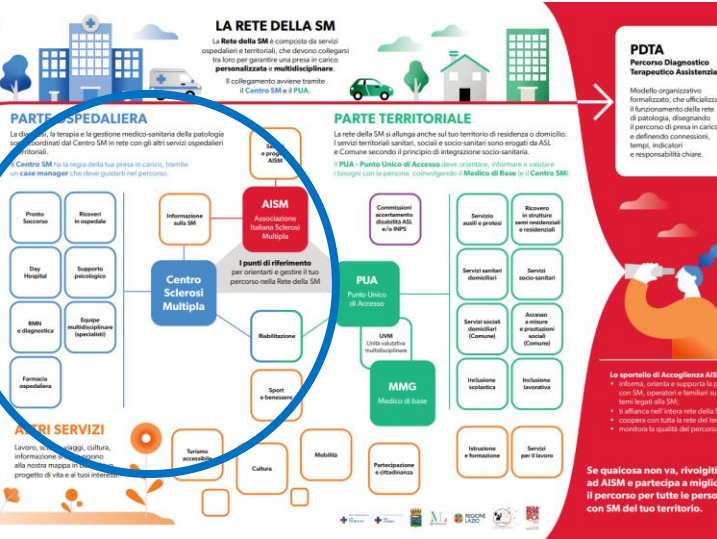 LA RETE DELLA SM
La Rete della SM è composta da servizi
ospedalieri e territoriali, che devono collegarsi
tra loro per garantire una presa in carico
personalizzata e multidisciplinare.
Il collegamento avviene tramite
il Centro SM e il PUA.
PARTE OSPEDALIERA
La diagnosi, la terapia e la gestione medico-sanitaria della patologia
sono coordinati dal Centro SM in rete con gli altri servizi ospedalieri
e territoriali.
Il Centro SM ha la regia della tua presa in carico, tramite
un case manager che deve guidarti nel percorso.
Pronto
Soccorso
Ricoveri
in ospedale
Day
Hospital
Supporto
psicologico
RMN
e diagnostica
Equipe
multidisciplinare
(specialisti)
Farmacia
ospedaliera
e progetti
AISM
Informazione
sulla SM
AISM
Associazione
Italiana Sclerosi
Multipla
I punti di riferimento
per orientarti e gestire il tuo
percorso nella Rete della SM
Centro
Sclerosi
Multipla
Riabilitazione
Sport
e benessere
PARTE TERRITORIALE
La rete della SM si allunga anche sul tuo territorio di residenza o domicilio.
I servizi territoriali sanitari, sociali e socio-sanitari sono erogati da ASL
e Comune secondo il principio di integrazione socio-sanitaria.
Il PUA - Punto Unico di Accesso deve orientare, informare e valutare
i bisogni con la persona, coinvolgendo il Medico di Base (e il Centro SM)
Commissioni
accertamento
disabilità ASL
e/o INPS
PUA
Punto Unico
di Accesso
UVM
Unità valutativa
multidisciplinare
MMG
Medico di base
Servizio
ausili e protesi
Ricovero
in strutture
semi residenziali
e residenziali
Servizi sanitari
domiciliari
Servizi
socio-sanitari
Servizi sociali
domiciliari
(Comune)
Accesso
a misure
e prestazioni
sociali
(Comune)
Inclusione
scolastica
Inclusione
lavorativa
Istruzione
e formazione
Servizi
per il lavoro
ALTRI SERVIZI
viaggi, cultura,
informazione
alla nostra mappa in
progetto di vita e ai tuoi interessi.
Turismo
accessibile
Cultura
Mobilità
Partecipazione
e cittadinanza
REGIONE
LAZIO
PDTA
Percorso Diagnostico
Terapeutico Assistenzia
Modello organizzativo
formalizzato, che ufficializza
il funzionamento della rete
di patologia, disegnando
il percorso di presa in carico
e definendo connessioni,
tempi, indicatori
e responsabilità chiare.
Lo sportello di Accoglienza AIS
• informa, orienta e supporta la p
con SM, operatori e familiari su
temi legati alla SM;
• ti affianca nell'intera rete della S
• coopera con tutta la rete del ter
• monitora la qualità del percorso
Se qualcosa non va, rivolgiti
ad AISM e partecipa a miglio
il percorso per tutte le perso
con SM del tuo territorio.